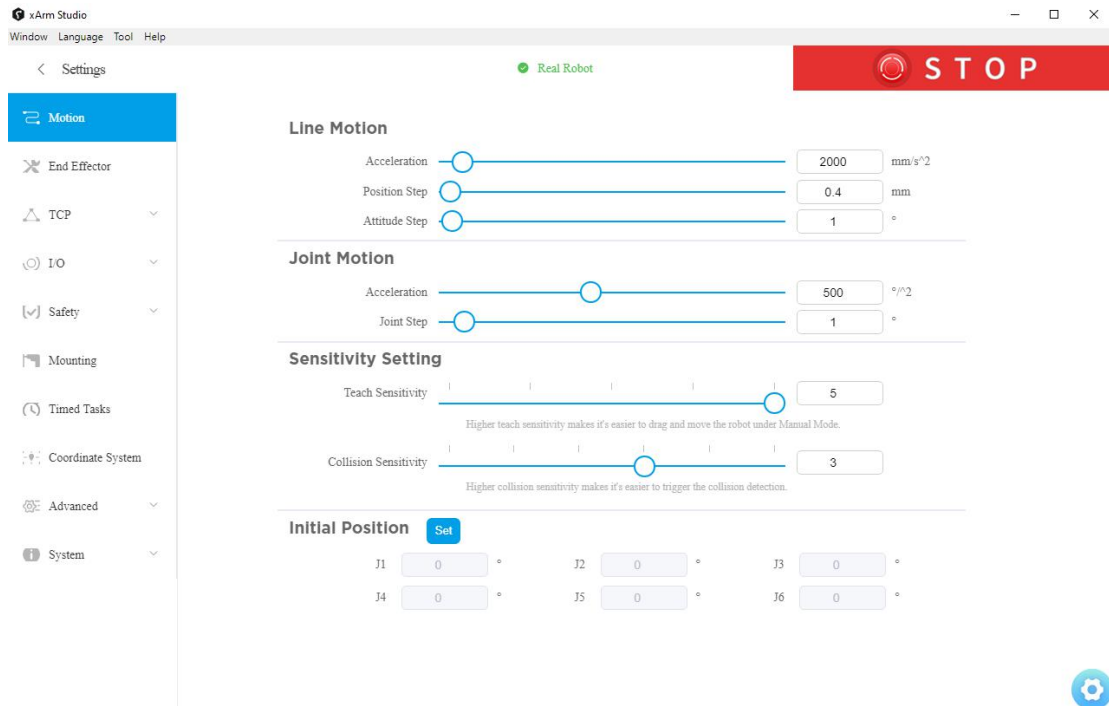 xArm Studio
Window Language Tool Help
Settings
Real Robot
STOP
Motion
End Effector
TCP
I/O
Safety
Mounting
Timed Tasks
Coordinate System
Advanced
System
Line Motion
Acceleration 2000 mm/s^2
Position Step 0.4 mm
Attitude Step 1 °
Joint Motion
Acceleration 500 °/^2
Joint Step 1 °
Sensitivity Setting
Teach Sensitivity 5
Higher teach sensitivity makes it's easier to drag and move the robot under Manual Mode.
Collision Sensitivity 3
Higher collision sensitivity makes it's easier to trigger the collision detection.
Initial Position Set
J1 0 ° J2 0 ° J3 0 °
J4 0 ° J5 0 ° J6 0 °